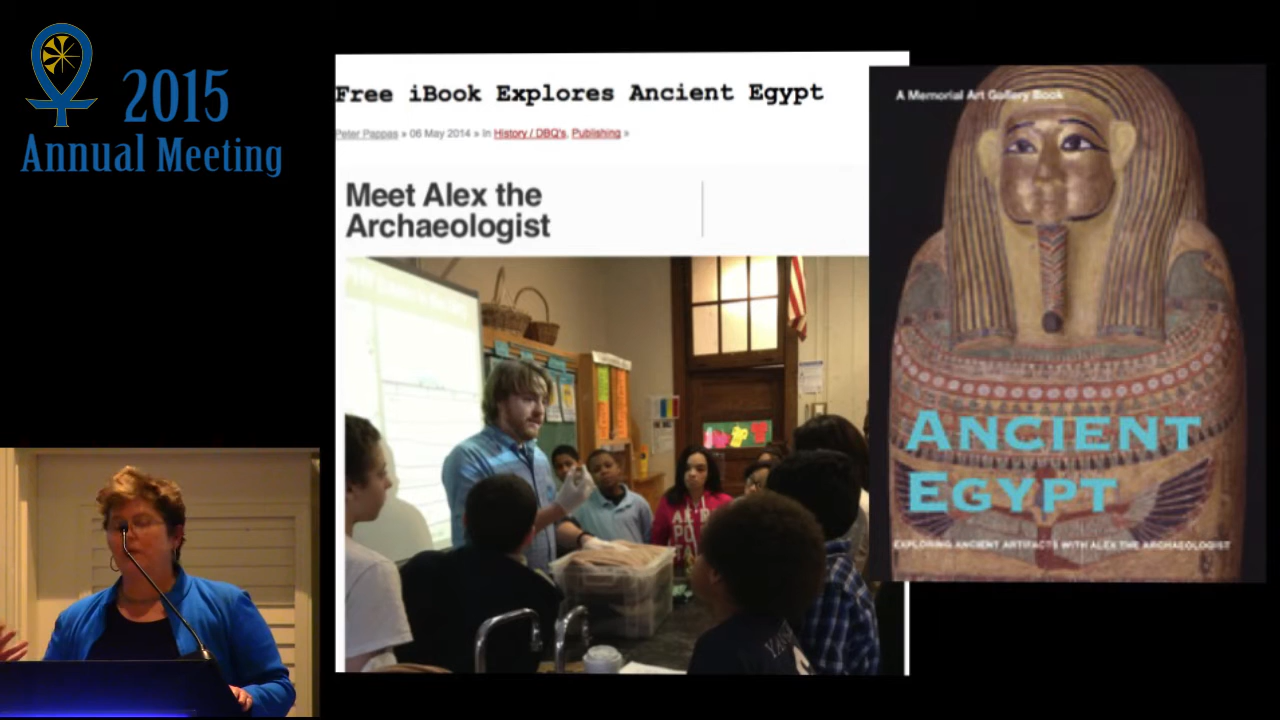 2015
Annual Meeting
Free iBook Explores Ancient Egypt
Peter Pappas » 06 May 2014 » In History / DBQ's, Publishing »
Meet Alex the
Archaeologist
A Memorial Art Gallery Book
ANCIENT
EGYPT
EXPLORING ANCIENT ARTIFACTS WITH ALEX THE ARCHAEOLOGIST